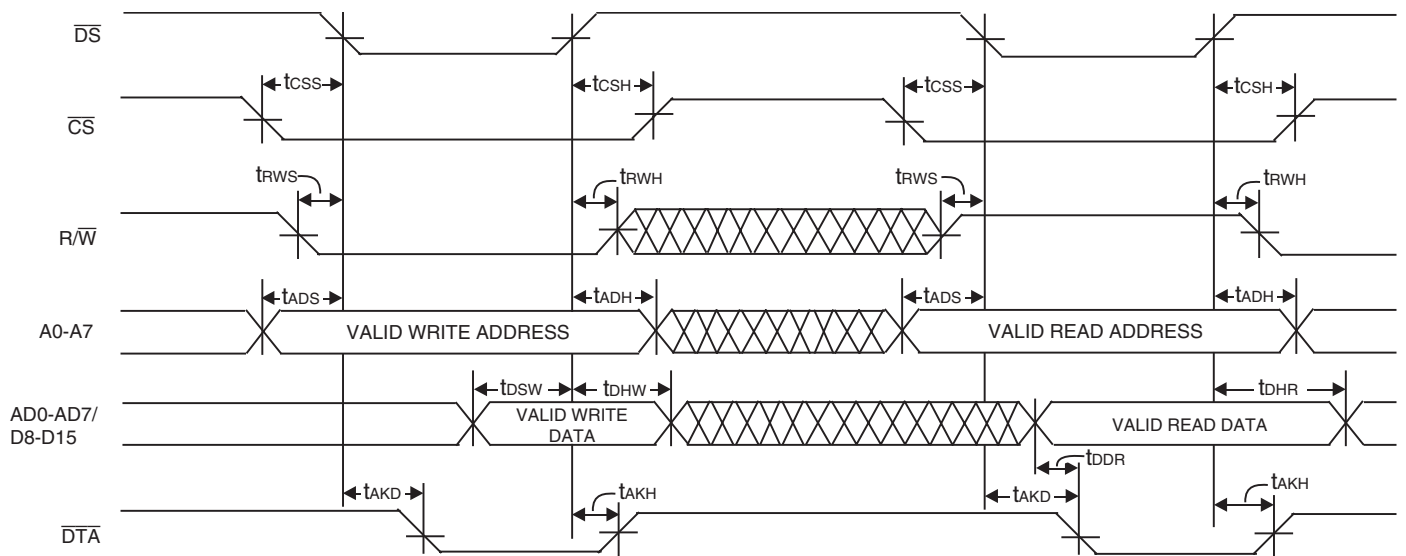 DS
tCSS tCSH tCSS tCSH
CS
tRWS tRWH tRWS tRWH
R/W
tADS tADH tADS tADH
A0-A7 VALID WRITE ADDRESS VALID READ ADDRESS
tDSW tDHW tDHR
AD0-AD7/
D8-D15
VALID WRITE
DATA
VALID READ DATA
tDDR
tAKD tAKH tAKD tAKH
DTA